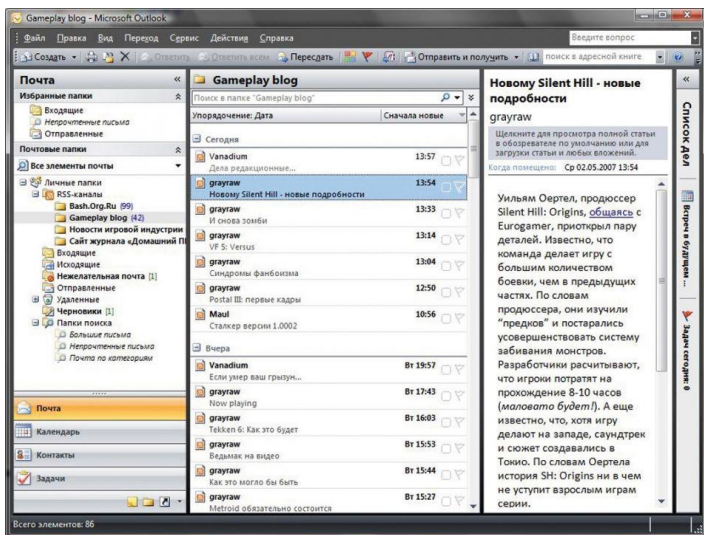 Gameplay blog - Microsoft Outlook
Файл Правка Вид Переход Сервис Действия Справка
Введите вопрос
Создать Ответить Ответить всем Переслать Отправить и получить поиск в адресной книге
Почта
Избранные папки
Входящие
Непрочтенные письма
Отправленные
Почтовые папки
Все элементы почты
Личные папки
RSS-каналы
Bash.Org.Ru (99)
Gameplay blog (42)
Новости игровой индустрии
Сайт журнала «Домашний П
Входящие
Исходящие
Нежелательная почта [1]
Отправленные
Удаленные
Черновики [1]
Папки поиска
Большие письма
Непрочтенные письма
Почта по категориям
Почта
Календарь
Контакты
Задачи
Всего элементов: 86
Gameplay blog
Поиск в папке "Gameplay blog"
Упорядочение: Дата Сначала новые
Сегодня
Vanadium 13:57
Дела редакционные...
grayraw 13:54
Новому Silent Hill - новые подробности
grayraw 13:33
И снова зомби
grayraw 13:14
VF 5: Versus
grayraw 13:04
Синдромы фанбоизма
grayraw 12:50
Postal III: первые кадры
Maul 10:56
Сталкер версии 1.0002
Вчера
Vanadium Вт 19:57
Если умер ваш грызун...
grayraw Вт 17:43
Now playing
grayraw Вт 16:03
Tekken 6: Как это будет
grayraw Вт 15:53
Ведьмак на видео
grayraw Вт 15:44
Как это могло бы быть
grayraw Вт 15:27
Metroid обязательно состоится
Новому Silent Hill - новые
подробности
grayraw
Щелкните для просмотра полной статьи
в обозревателе по умолчанию или для
загрузки статьи и любых вложений.
Когда помещено: Ср 02.05.2007 13:54
Уильям Оертел, продюссер
Silent Hill: Origins, общаясь с
Eurogamer, приоткрыл пару
деталей. Известно, что
команда делает игру с
большим количеством
боевки, чем в предыдущих
частях. По словам
продюссера, они изучили
“предков” и постарались
усовершенствовать систему
забивания монстров.
Разработчики расчитывают,
что игроки потратят на
прохождение 8-10 часов
(маловато будет!). А еще
известно, что, хотя игру
делают на западе, саундтрек
и сюжет создавались в
Токио. По словам Оертела
история SH: Origins ни в чем
не уступит взрослым играм
серии.
Список дел
Встреч в будущем ...
Задач сегодня: 0